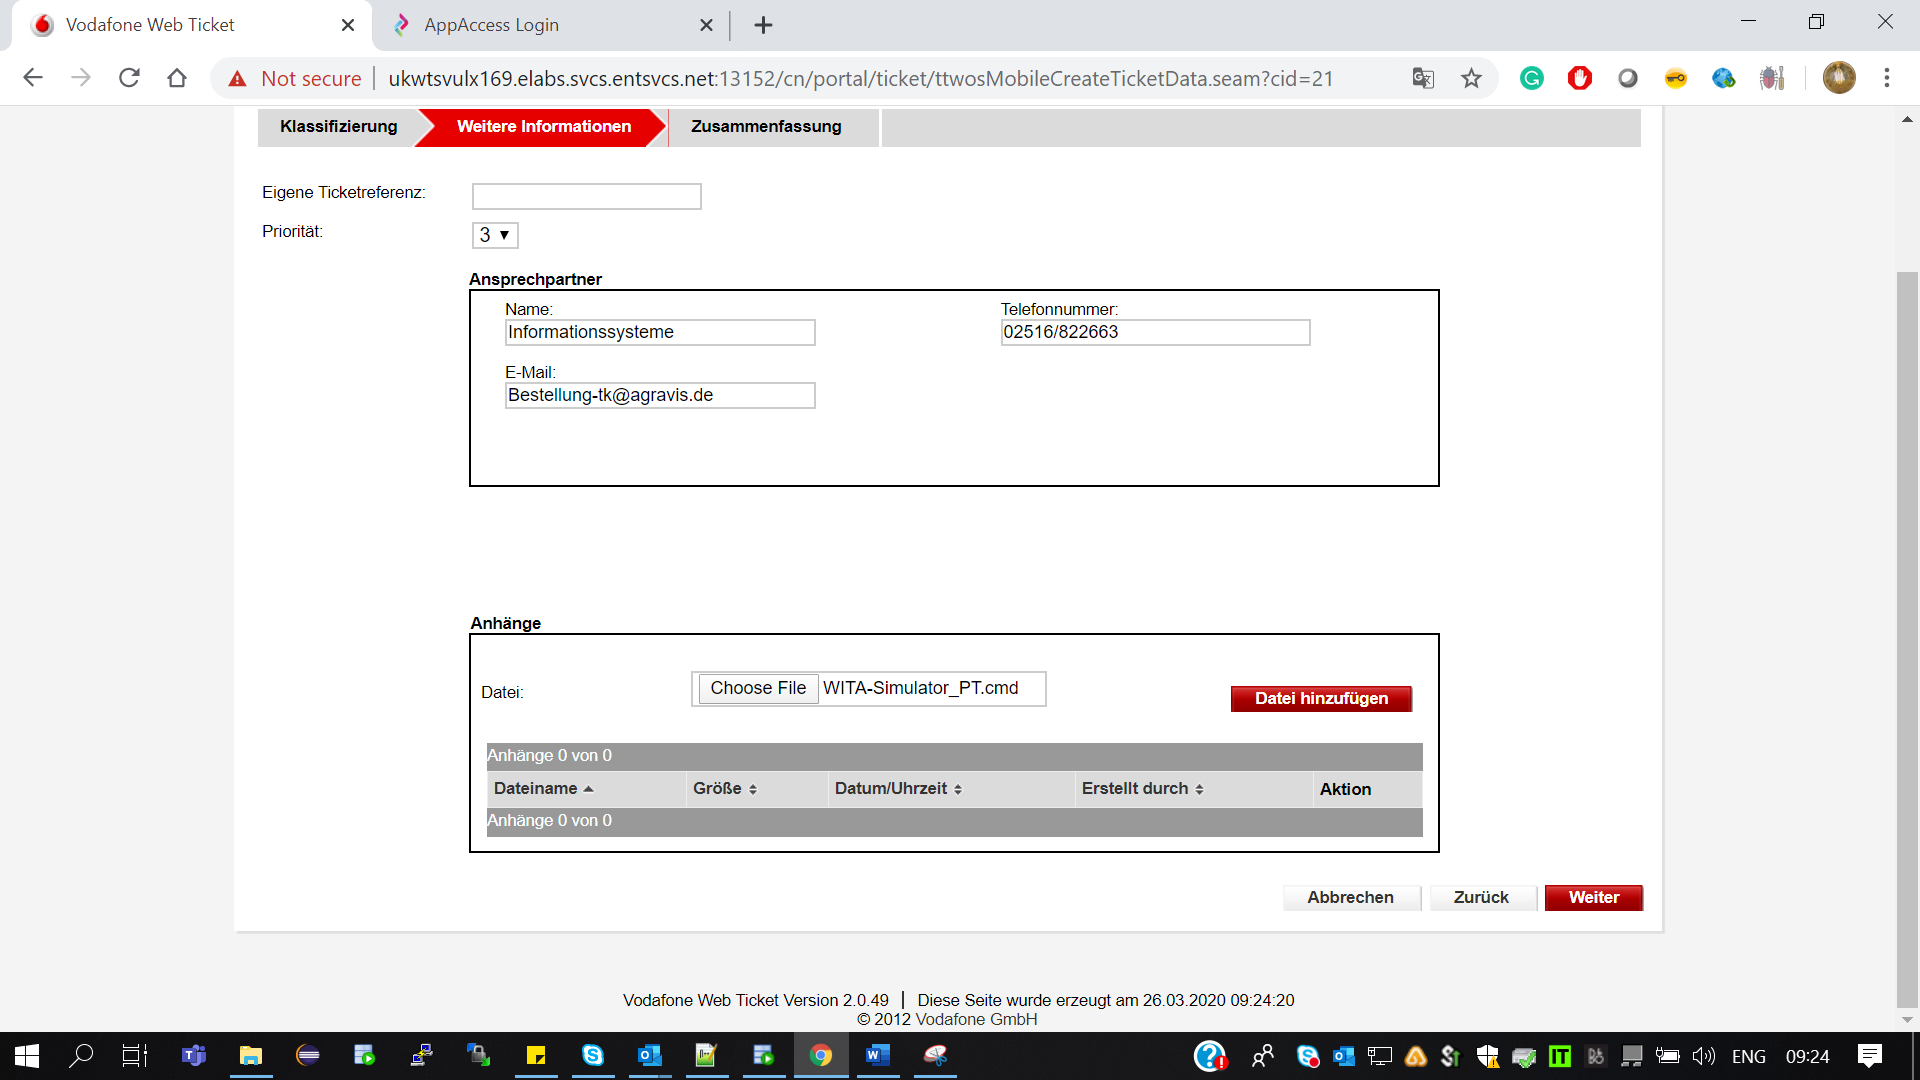 Vodafone Web Ticket
AppAccess Login
Not secure
ukwtsvulx169.elabs.svcs.entsvcs.net:13152/cn/portal/ticket/ttwosMobileCreateTicketData.seam?cid=21
Klassifizierung
Weitere Informationen
Zusammenfassung
Eigene Ticketreferenz:
Priorität:
3
Ansprechpartner
Name:
Telefonnummer:
Informationssysteme
02516/822663
E-Mail:
Bestellung-tk@agravis.de
Anhänge
Datei:
Choose File WITA-Simulator_PT.cmd
Datei hinzufügen
Anhänge 0 von 0
Dateiname Größe Datum/Uhrzeit Erstellt durch Aktion
Anhänge 0 von 0
Abbrechen
Zurück
Weiter
Vodafone Web Ticket Version 2.0.49 | Diese Seite wurde erzeugt am 26.03.2020 09:24:20
© 2012 Vodafone GmbH
ENG
09:24